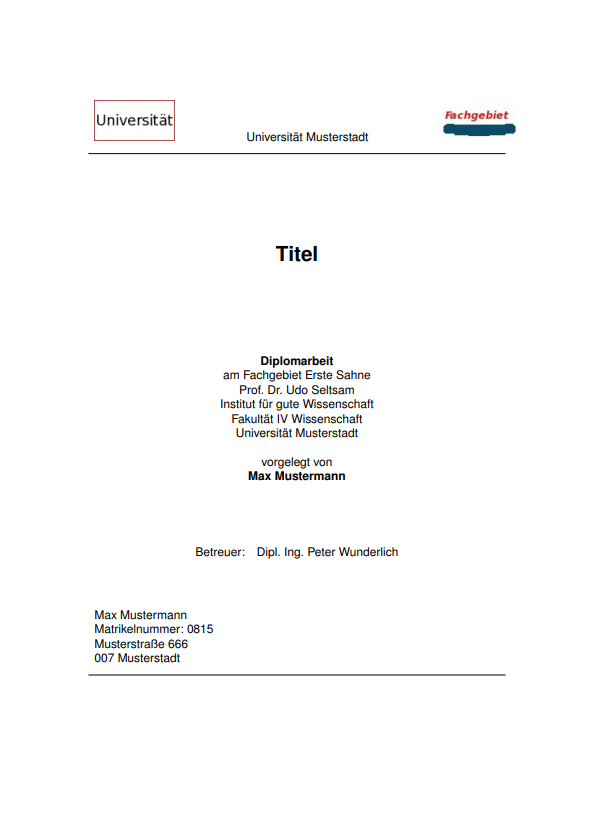 Universität
Universität Musterstadt
Fachgebiet
Titel
Diplomarbeit
am Fachgebiet Erste Sahne
Prof. Dr. Udo Seltsam
Institut für gute Wissenschaft
Fakultät IV Wissenschaft
Universität Musterstadt
vorgelegt von
Max Mustermann
Betreuer: Dipl. Ing. Peter Wunderlich
Max Mustermann
Matrikelnummer: 0815
Musterstraße 666
007 Musterstadt